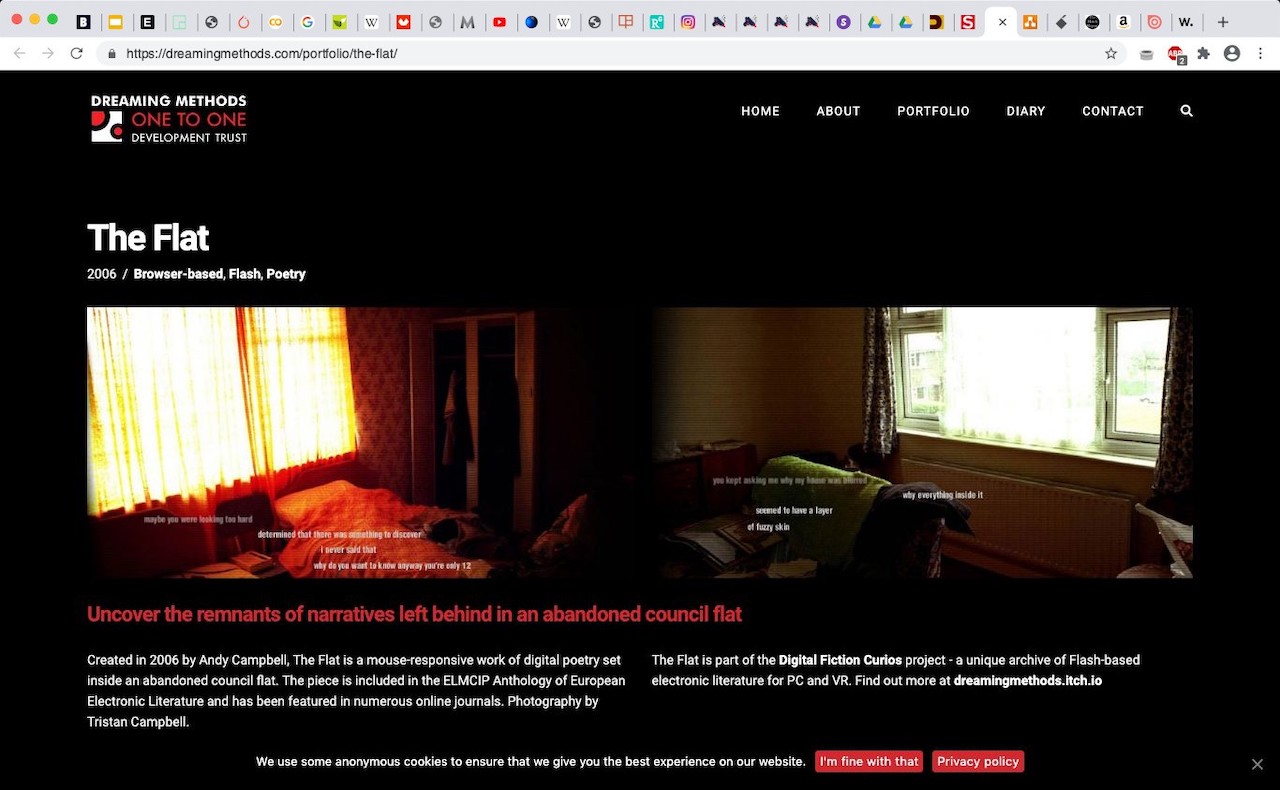 https://dreamingmethods.com/portfolio/the-flat/
DREAMING METHODS
ONE TO ONE
DEVELOPMENT TRUST
HOME ABOUT PORTFOLIO DIARY CONTACT
The Flat
2006 / Browser-based, Flash, Poetry
maybe you were looking too hard
determined that there was something to discover
I never said that
why do you want to know anyway you're only 12
you kept asking me why my home was blurred
why everything inside it
seemed to have a layer
of fuzzy skin
Uncover the remnants of narratives left behind in an abandoned council flat
Created in 2006 by Andy Campbell, The Flat is a mouse-responsive work of digital poetry set
inside an abandoned council flat. The piece is included in the ELMCIP Anthology of European
Electronic Literature and has been featured in numerous online journals. Photography by
Tristan Campbell.
The Flat is part of the Digital Fiction Curios project - a unique archive of Flash-based
electronic literature for PC and VR. Find out more at dreamingmethods.itch.io
We use some anonymous cookies to ensure that we give you the best experience on our website. I'm fine with that Privacy policy